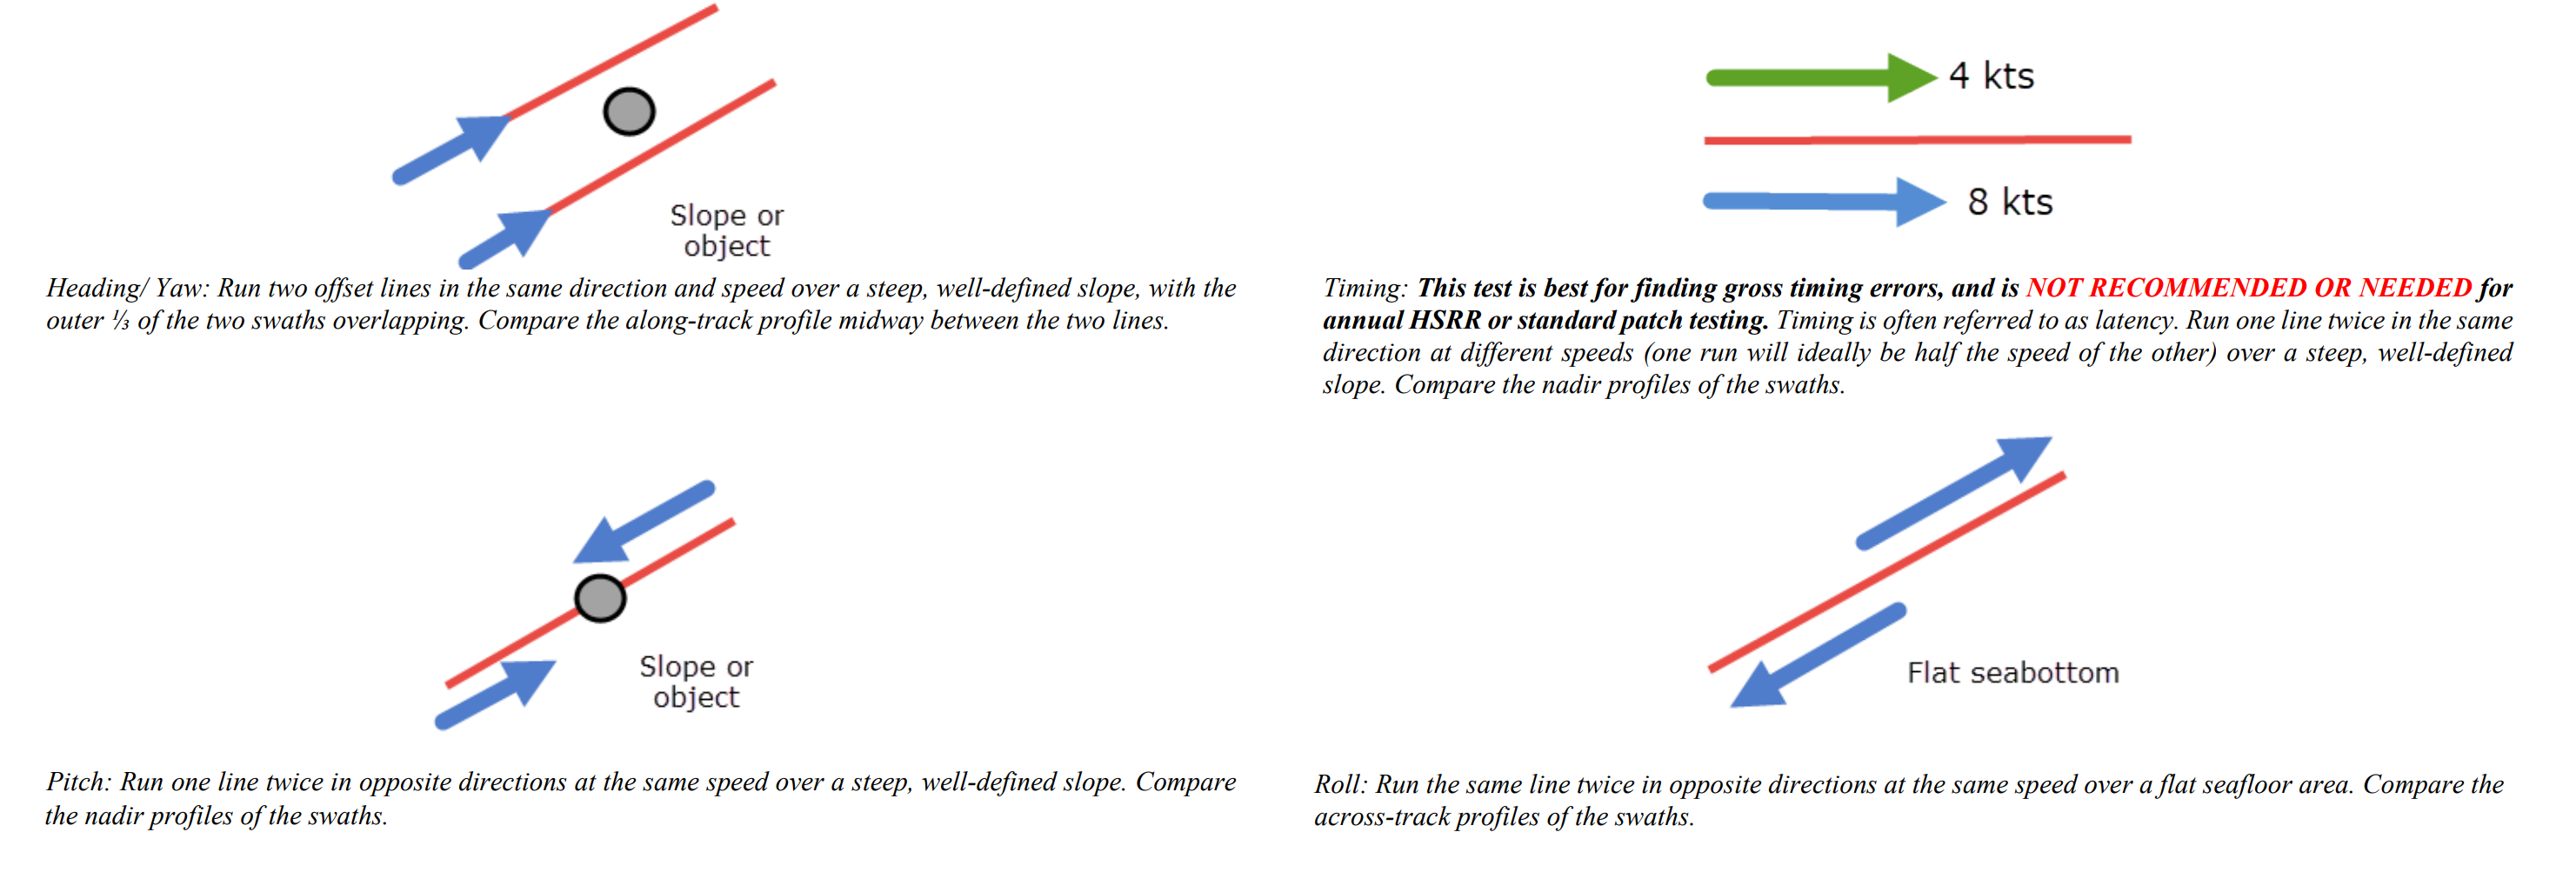 Slope or
object
Heading/ Yaw: Run two offset lines in the same direction and speed over a steep, well-defined slope, with the
outer ⅓ of the two swaths overlapping. Compare the along-track profile midway between the two lines.
4 kts
8 kts
Timing: This test is best for finding gross timing errors, and is NOT RECOMMENDED OR NEEDED for
annual HSRR or standard patch testing. Timing is often referred to as latency. Run one line twice in the same
direction at different speeds (one run will ideally be half the speed of the other) over a steep, well-defined
slope. Compare the nadir profiles of the swaths.
Slope or
object
Pitch: Run one line twice in opposite directions at the same speed over a steep, well-defined slope. Compare
the nadir profiles of the swaths.
Flat seabottom
Roll: Run the same line twice in opposite directions at the same speed over a flat seafloor area. Compare the
across-track profiles of the swaths.